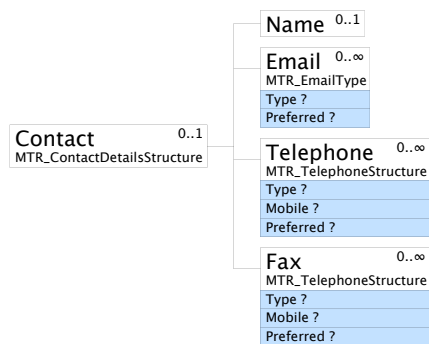 Name 0..1
Email 0..∞
MTR_EmailType
Type ?
Preferred ?
Contact 0..1
MTR_ContactDetailsStructure
Telephone 0..∞
MTR_TelephoneStructure
Type ?
Mobile ?
Preferred ?
Fax 0..∞
MTR_TelephoneStructure
Type ?
Mobile ?
Preferred ?